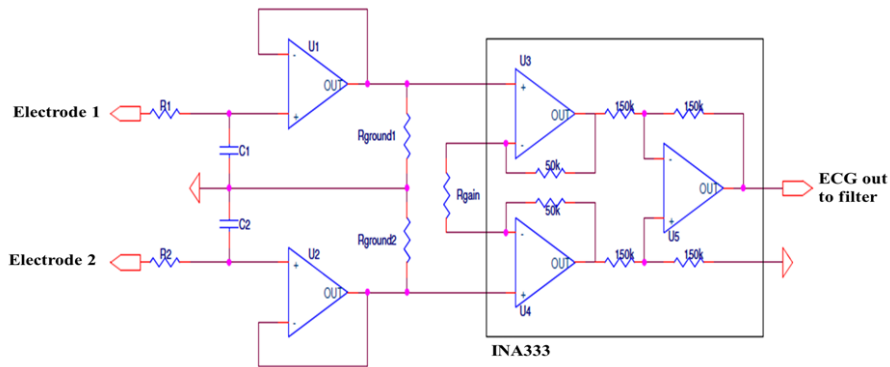 U1
-
+
OUT
Electrode 1
R1
C1
Rground1
U3
+
-
OUT
50k
150k
150k
Rgain
-
+
OUT
U5
ECG out
to filter
C2
Electrode 2
R2
Rground2
U2
+
-
OUT
50k
-
+
OUT
U4
150k
150k
INA333